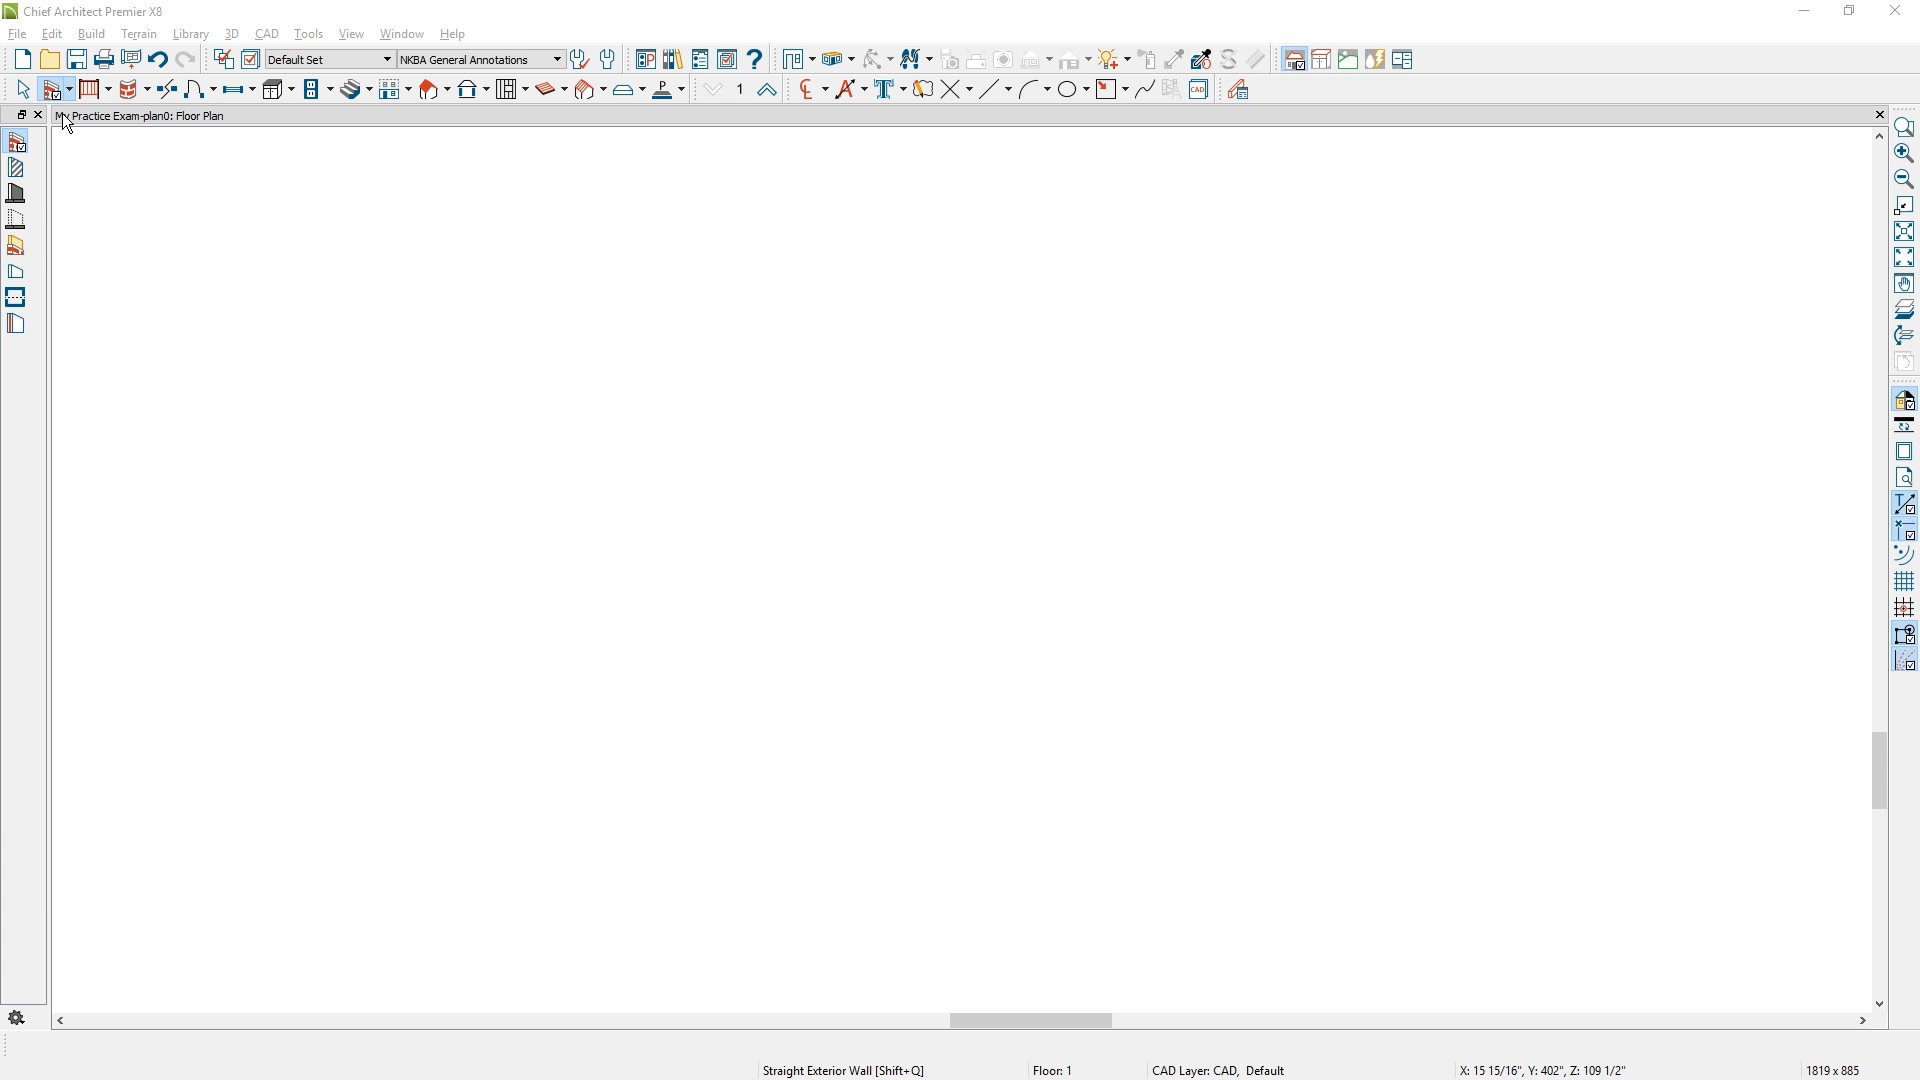 Chief Architect Premier X8
File Edit Build Terrain Library 3D CAD Tools View Window Help
Default Set NKBA General Annotations
1 CAD
My Practice Exam-plan0: Floor Plan
Straight Exterior Wall [Shift+Q] Floor: 1 CAD Layer: CAD, Default X: 15 15/16", Y: 402", Z: 109 1/2" 1819 x 885